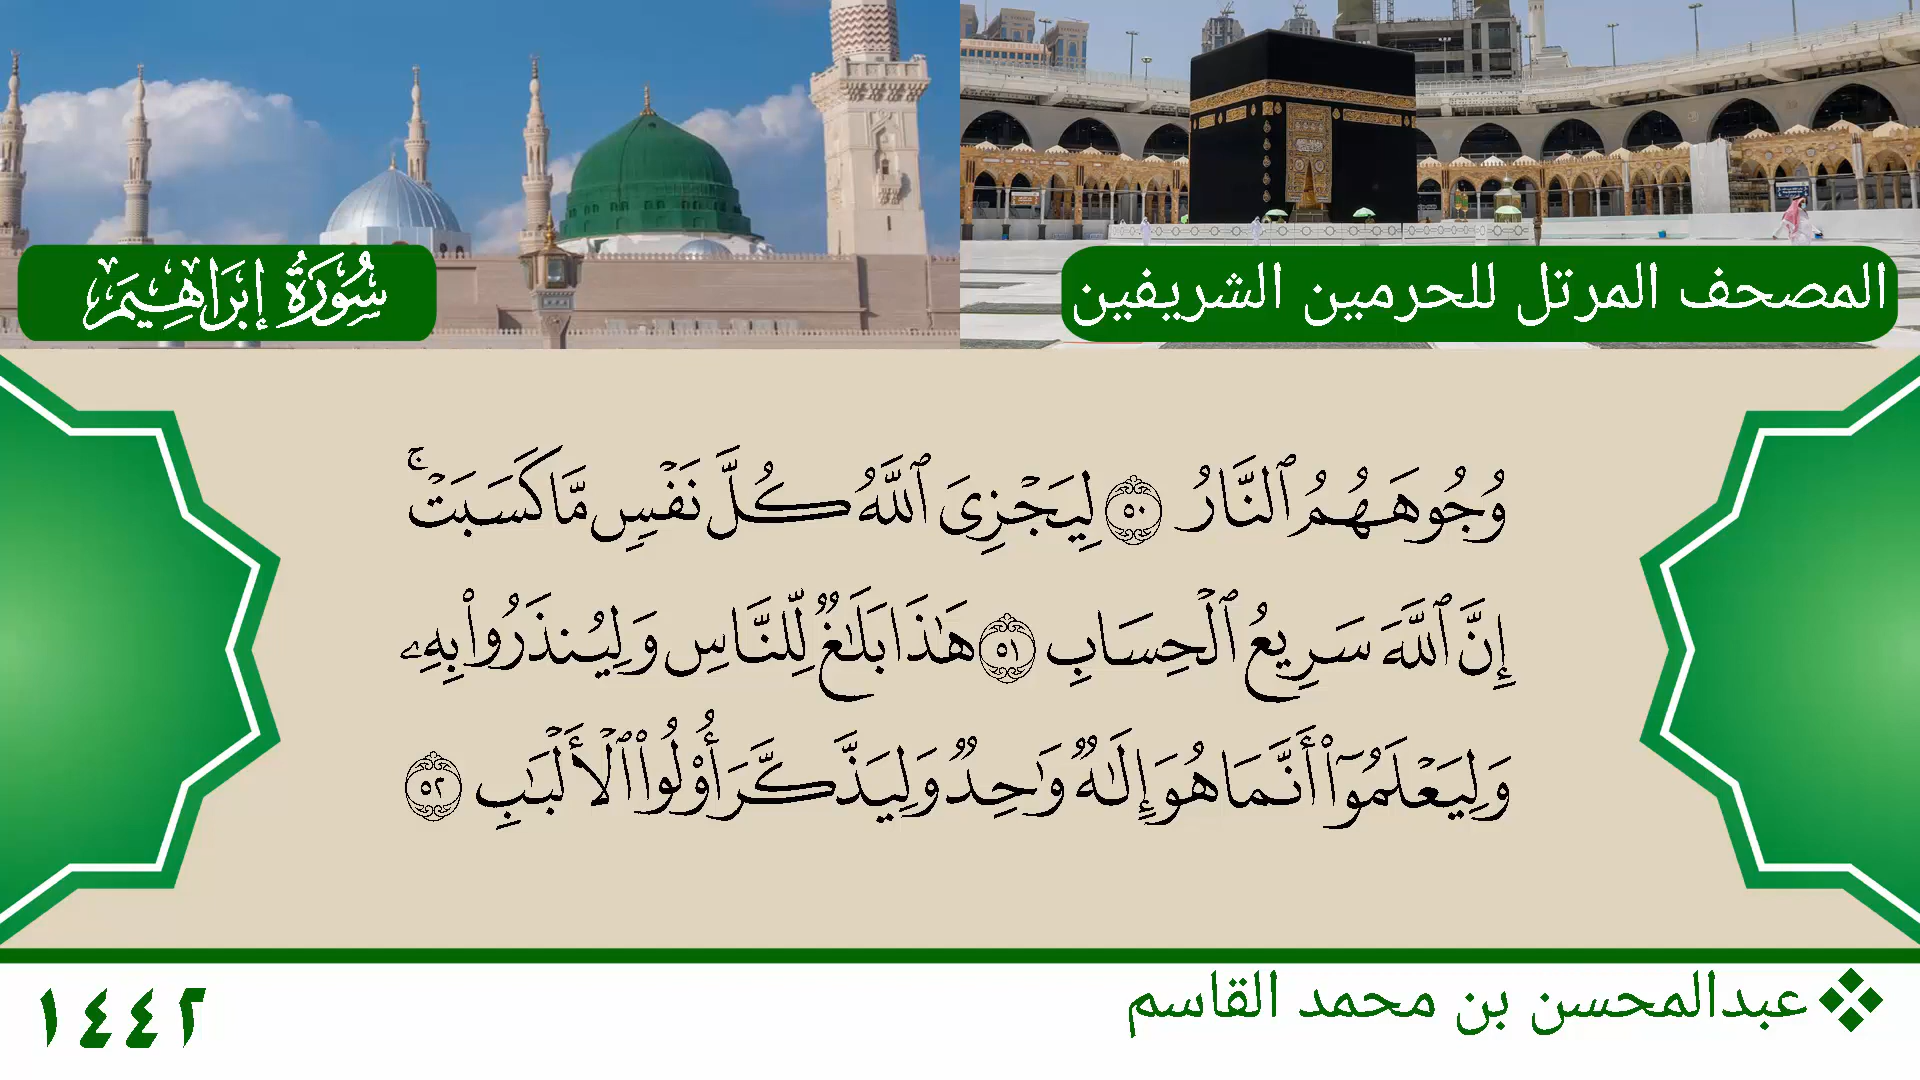 المصحف المرتل للحرمين الشريفين
سُورَةُ إِبْرَاهِيم
وُجُوهَهُمُ ٱلنَّارُ ٥٠ لِيَجْزِىَ ٱللَّهُ كُلَّ نَفْسٍ مَّا كَسَبَتْۚ
إِنَّ ٱللَّهَ سَرِيعُ ٱلْحِسَابِ ٥١ هَٰذَا بَلَٰغٌ لِّلنَّاسِ وَلِيُنذَرُوا۟ بِهِۦ
وَلِيَعْلَمُوٓا۟ أَنَّمَا هُوَ إِلَٰهٌ وَٰحِدٌ وَلِيَذَّكَّرَ أُو۟لُوا۟ ٱلْأَلْبَٰبِ ٥٢
عبدالمحسن بن محمد القاسم
١٤٤٢